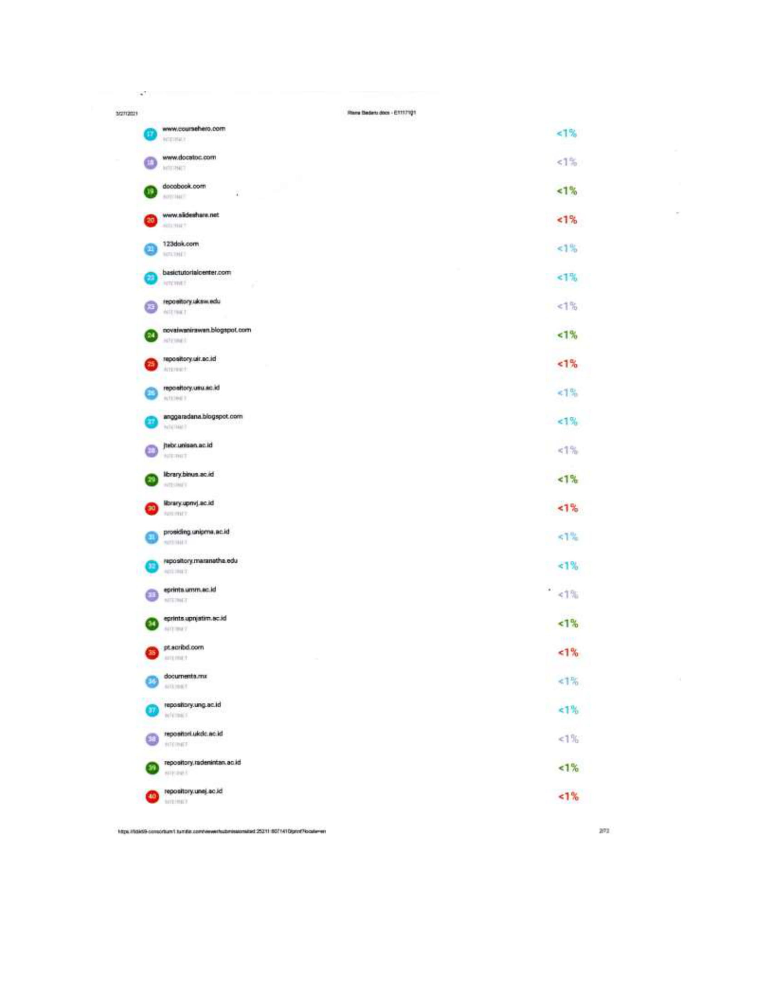 3/27/2021
Risna Badaru.docx - E1117101
17
www.coursehero.com
INTERNET
<1%
18
www.docstoc.com
INTERNET
<1%
19
docobook.com
INTERNET
<1%
20
www.slideshare.net
INTERNET
<1%
21
123dok.com
INTERNET
<1%
22
basictutorialcenter.com
INTERNET
<1%
23
repository.uksw.edu
INTERNET
<1%
24
novaiwanirawan.blogspot.com
INTERNET
<1%
25
repository.uir.ac.id
INTERNET
<1%
26
repository.usu.ac.id
INTERNET
<1%
27
anggaradana.blogspot.com
INTERNET
<1%
28
jtebr.unisan.ac.id
INTERNET
<1%
29
library.binus.ac.id
INTERNET
<1%
30
library.upnvj.ac.id
INTERNET
<1%
31
prosiding.unipma.ac.id
INTERNET
<1%
32
repository.maranatha.edu
INTERNET
<1%
33
eprints.umm.ac.id
INTERNET
<1%
34
eprints.upnjatim.ac.id
INTERNET
<1%
35
pt.scribd.com
INTERNET
<1%
36
documents.mx
INTERNET
<1%
37
repository.ung.ac.id
INTERNET
<1%
38
repositori.ukdc.ac.id
INTERNET
<1%
39
repository.radenintan.ac.id
INTERNET
<1%
40
repository.unej.ac.id
INTERNET
<1%
2/72